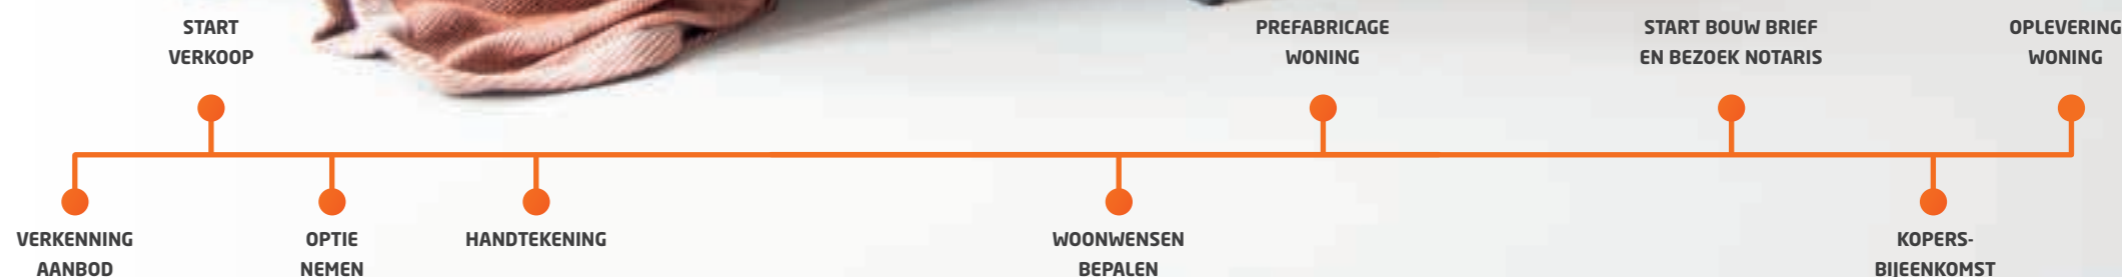 START
VERKOOP
PREFABRICAGE
WONING
START BOUW BRIEF
EN BEZOEK NOTARIS
OPLEVERING
WONING
VERKENNING
AANBOD
OPTIE
NEMEN
HANDTEKENING
WOONWENSEN
BEPALEN
KOPERS-
BIJEENKOMST